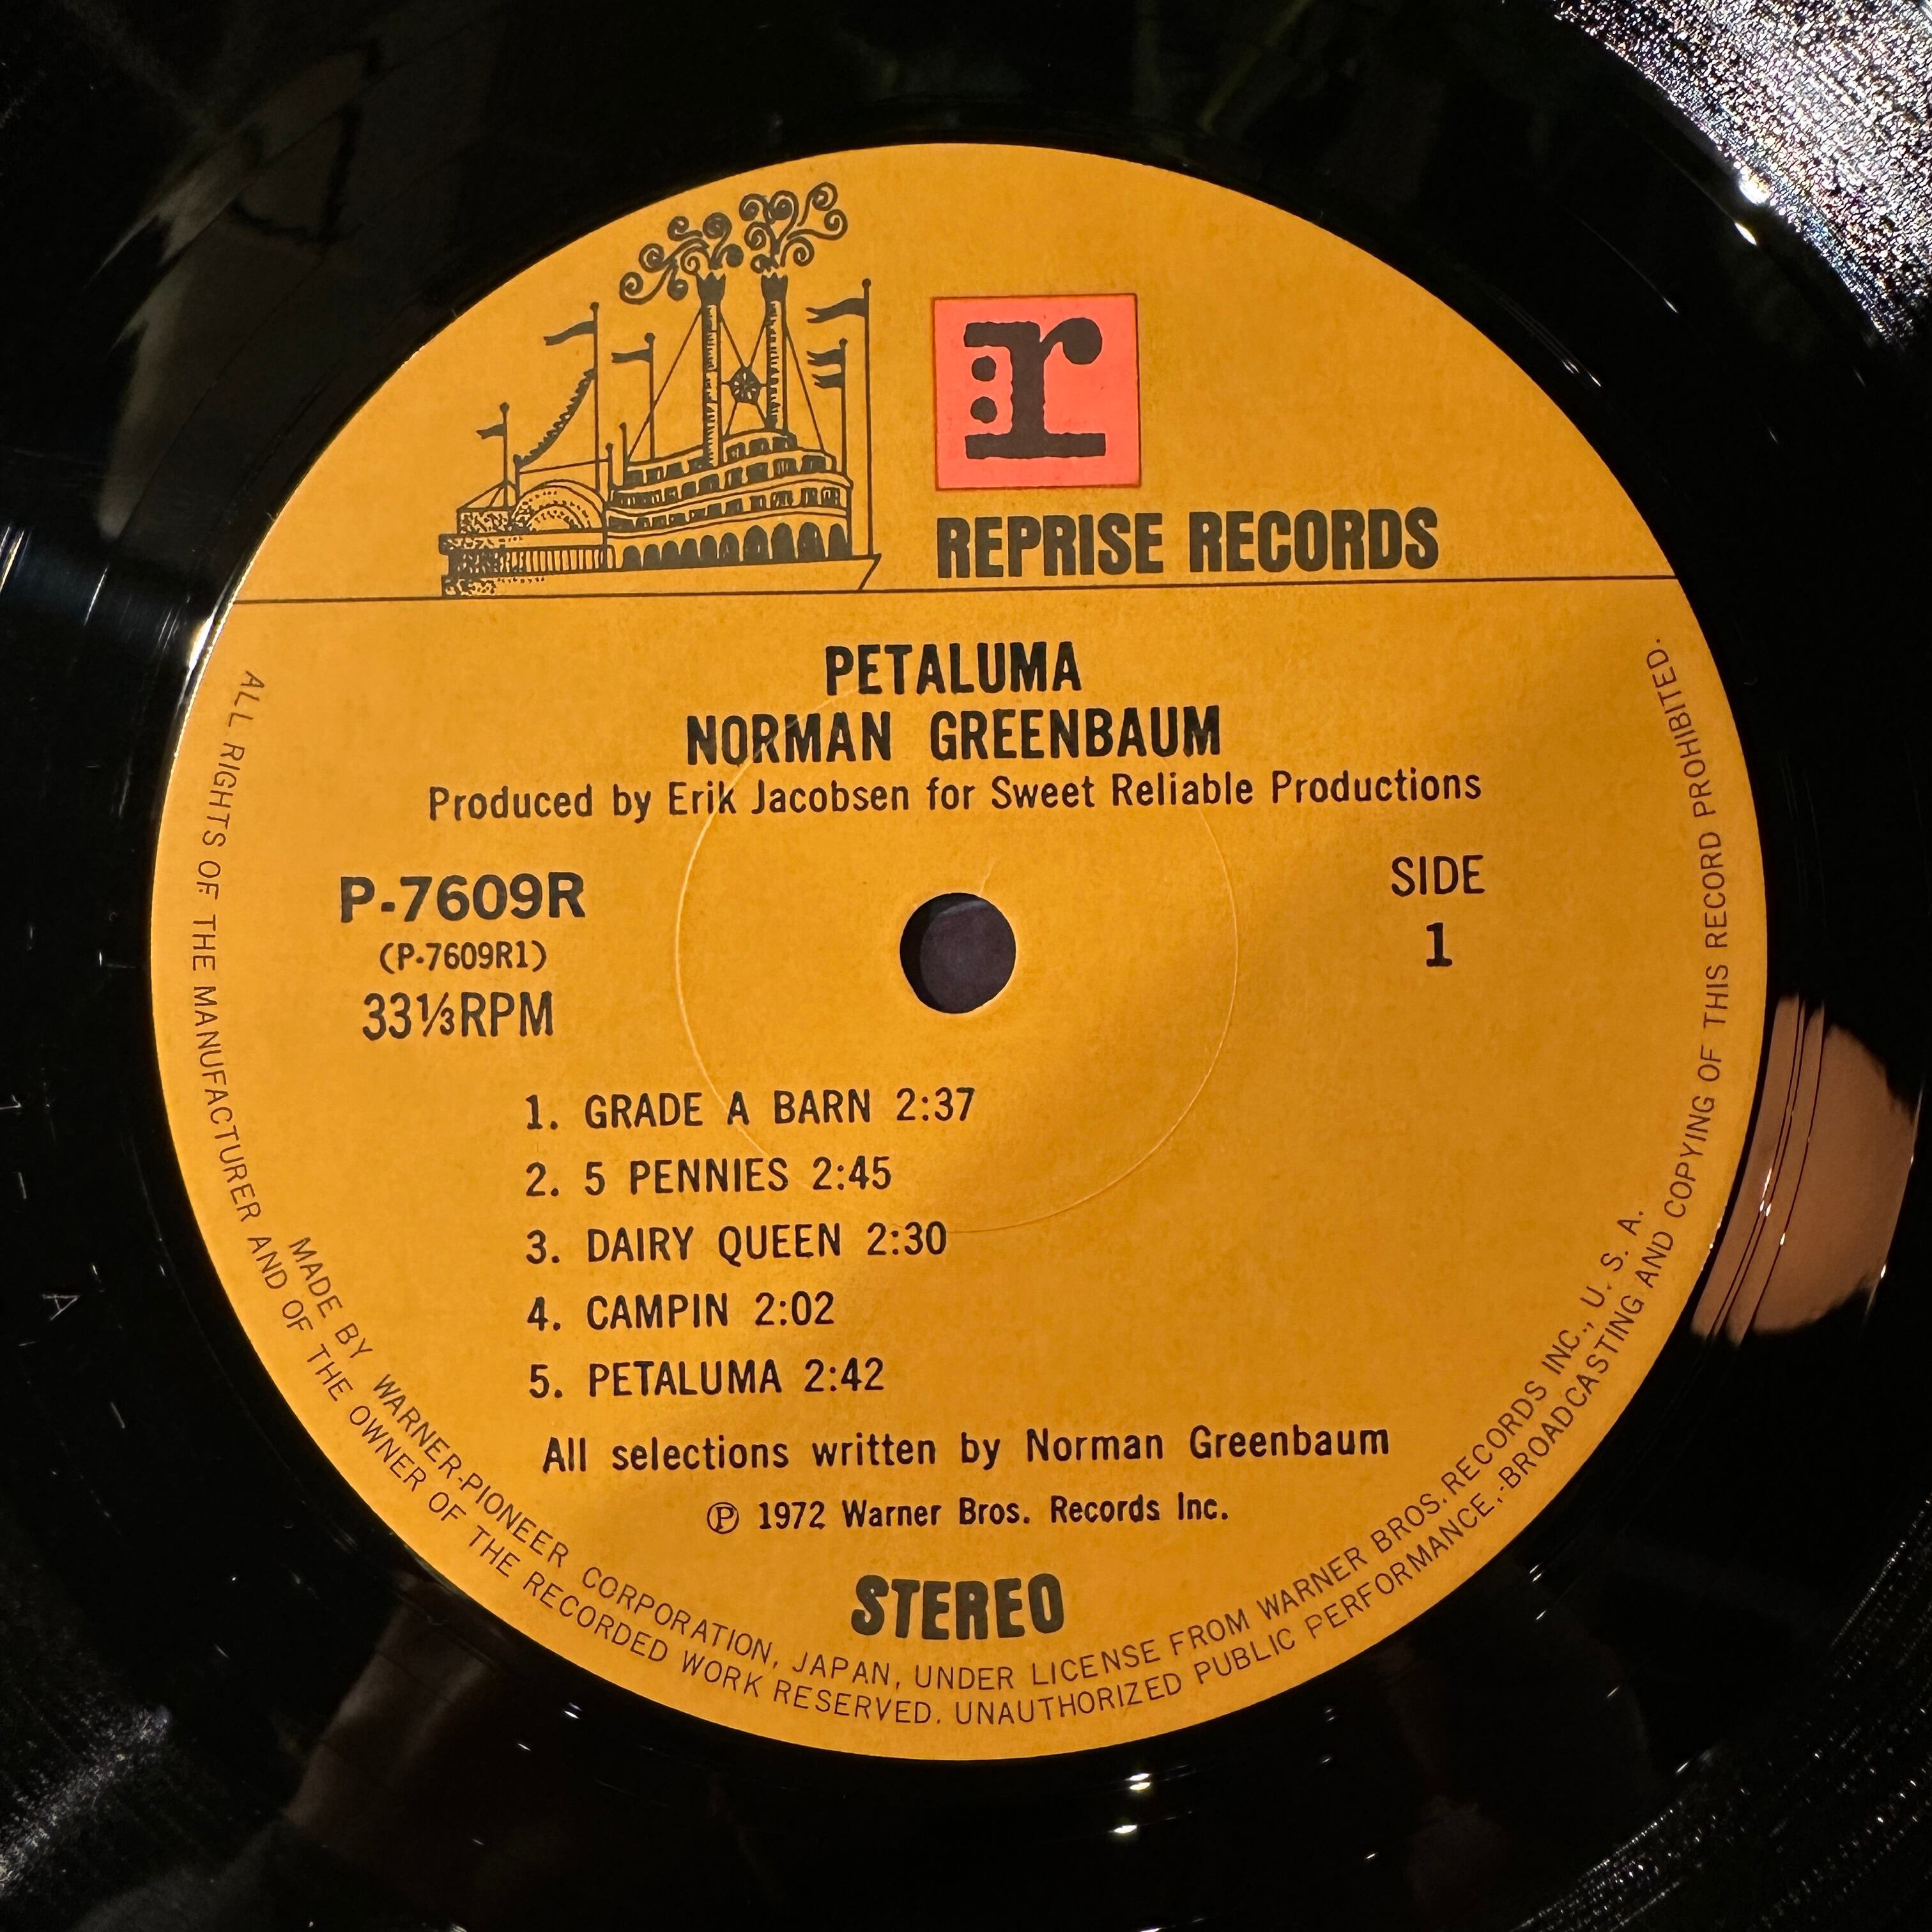 r
REPRISE RECORDS
PETALUMA
NORMAN GREENBAUM
Produced by Erik Jacobsen for Sweet Reliable Productions
P-7609R
(P-7609R1)
33⅓RPM
SIDE
1
1. GRADE A BARN 2:37
2. 5 PENNIES 2:45
3. DAIRY QUEEN 2:30
4. CAMPIN 2:02
5. PETALUMA 2:42
All selections written by Norman Greenbaum
Ⓟ 1972 Warner Bros. Records Inc.
STEREO
MADE BY WARNER-PIONEER CORPORATION, JAPAN, UNDER LICENSE FROM WARNER BROS. RECORDS INC., U. S. A.
ALL RIGHTS OF THE MANUFACTURER AND OF THE OWNER OF THE RECORDED WORK RESERVED. UNAUTHORIZED PUBLIC PERFORMANCE, BROADCASTING AND COPYING OF THIS RECORD PROHIBITED.